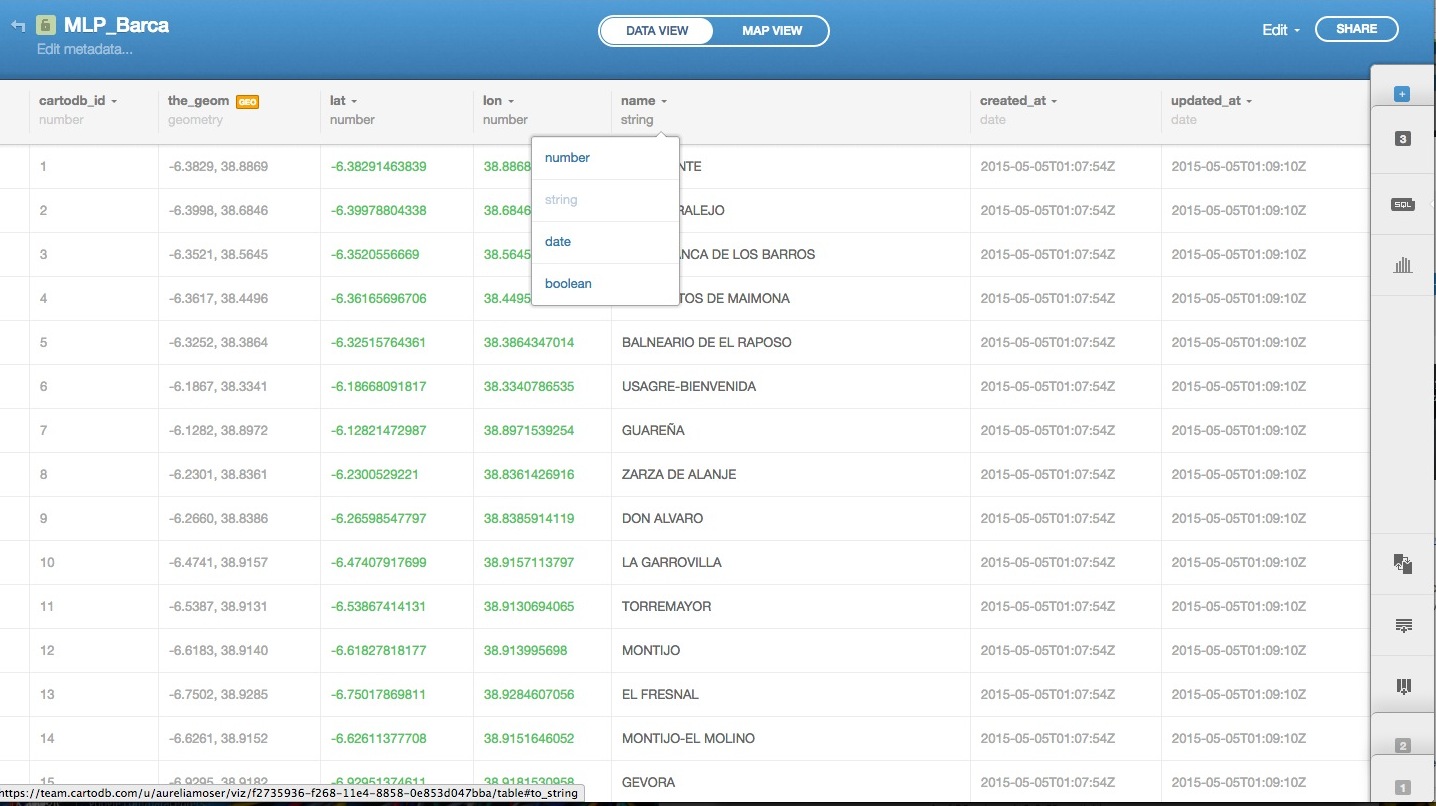 MLP_Barca
Edit metadata...
DATA VIEW MAP VIEW
Edit SHARE
cartodb_id the_geom GEO lat lon name created_at updated_at
number geometry number number string date date
number
string
date
boolean
1 -6.3829, 38.8869 -6.38291463839 38.8868 NTE 2015-05-05T01:07:54Z 2015-05-05T01:09:10Z
2 -6.3998, 38.6846 -6.39978804338 38.6846 RALEJO 2015-05-05T01:07:54Z 2015-05-05T01:09:10Z
3 -6.3521, 38.5645 -6.3520556669 38.5645 ANCA DE LOS BARROS 2015-05-05T01:07:54Z 2015-05-05T01:09:10Z
4 -6.3617, 38.4496 -6.36165696706 38.4495 TOS DE MAIMONA 2015-05-05T01:07:54Z 2015-05-05T01:09:10Z
5 -6.3252, 38.3864 -6.32515764361 38.3864347014 BALNEARIO DE EL RAPOSO 2015-05-05T01:07:54Z 2015-05-05T01:09:10Z
6 -6.1867, 38.3341 -6.18668091817 38.3340786535 USAGRE-BIENVENIDA 2015-05-05T01:07:54Z 2015-05-05T01:09:10Z
7 -6.1282, 38.8972 -6.12821472987 38.8971539254 GUAREÑA 2015-05-05T01:07:54Z 2015-05-05T01:09:10Z
8 -6.2301, 38.8361 -6.2300529221 38.8361426916 ZARZA DE ALANJE 2015-05-05T01:07:54Z 2015-05-05T01:09:10Z
9 -6.2660, 38.8386 -6.26598547797 38.8385914119 DON ALVARO 2015-05-05T01:07:54Z 2015-05-05T01:09:10Z
10 -6.4741, 38.9157 -6.47407917699 38.9157113797 LA GARROVILLA 2015-05-05T01:07:54Z 2015-05-05T01:09:10Z
11 -6.5387, 38.9131 -6.53867414131 38.9130694065 TORREMAYOR 2015-05-05T01:07:54Z 2015-05-05T01:09:10Z
12 -6.6183, 38.9140 -6.61827818177 38.913995698 MONTIJO 2015-05-05T01:07:54Z 2015-05-05T01:09:10Z
13 -6.7502, 38.9285 -6.75017869811 38.9284607056 EL FRESNAL 2015-05-05T01:07:54Z 2015-05-05T01:09:10Z
14 -6.6261, 38.9152 -6.62611377708 38.9151646052 MONTIJO-EL MOLINO 2015-05-05T01:07:54Z 2015-05-05T01:09:10Z
15 -6.9295, 38.9182 -6.92951374611 38.9181530958 GEVORA 2015-05-05T01:07:54Z 2015-05-05T01:09:10Z
https://team.cartodb.com/u/aureliamoser/viz/f2735936-f268-11e4-8858-0e853d047bba/table#to_string
3
SQL
2
1